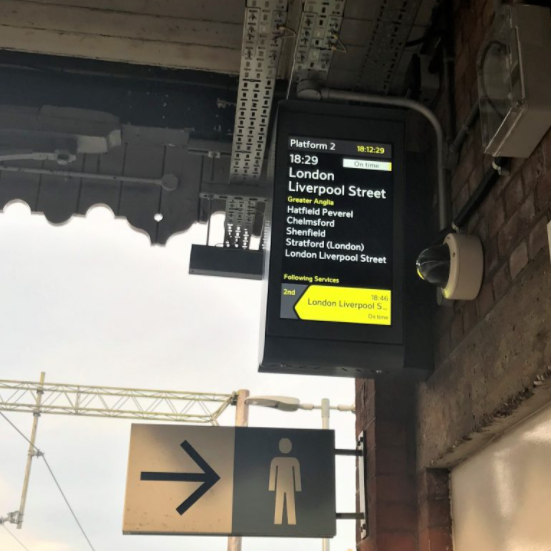 Platform 2 18:12:29
18:29 On time
London
Liverpool Street
Greater Anglia
Hatfield Peverel
Chelmsford
Shenfield
Stratford (London)
London Liverpool Street
Following Services
2nd 18:46
London Liverpool S...
On time